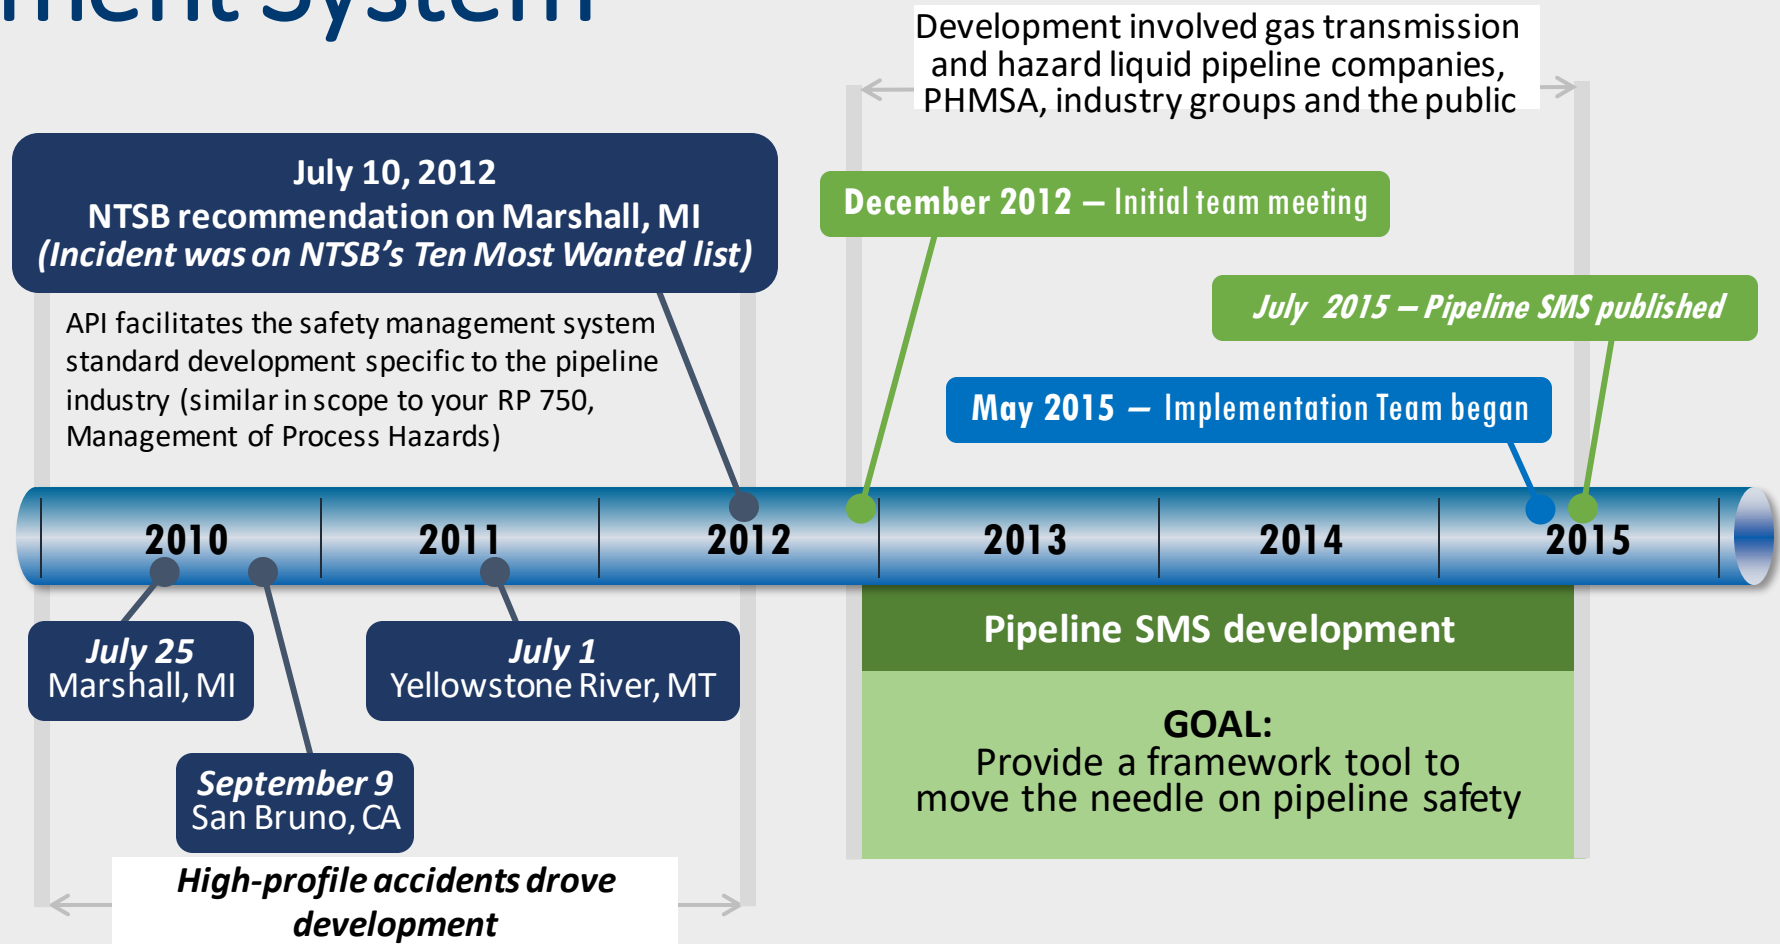 ment System
Development involved gas transmission
and hazard liquid pipeline companies,
PHMSA, industry groups and the public
July 10, 2012
NTSB recommendation on Marshall, MI
(Incident was on NTSB’s Ten Most Wanted list)
December 2012 – Initial team meeting
July 2015 – Pipeline SMS published
API facilitates the safety management system
standard development specific to the pipeline
industry (similar in scope to your RP 750,
Management of Process Hazards)
May 2015 – Implementation Team began
2010
2011
2012
2013
2014
2015
July 25
Marshall, MI
July 1
Yellowstone River, MT
September 9
San Bruno, CA
Pipeline SMS development
GOAL:
Provide a framework tool to
move the needle on pipeline safety
High-profile accidents drove
development